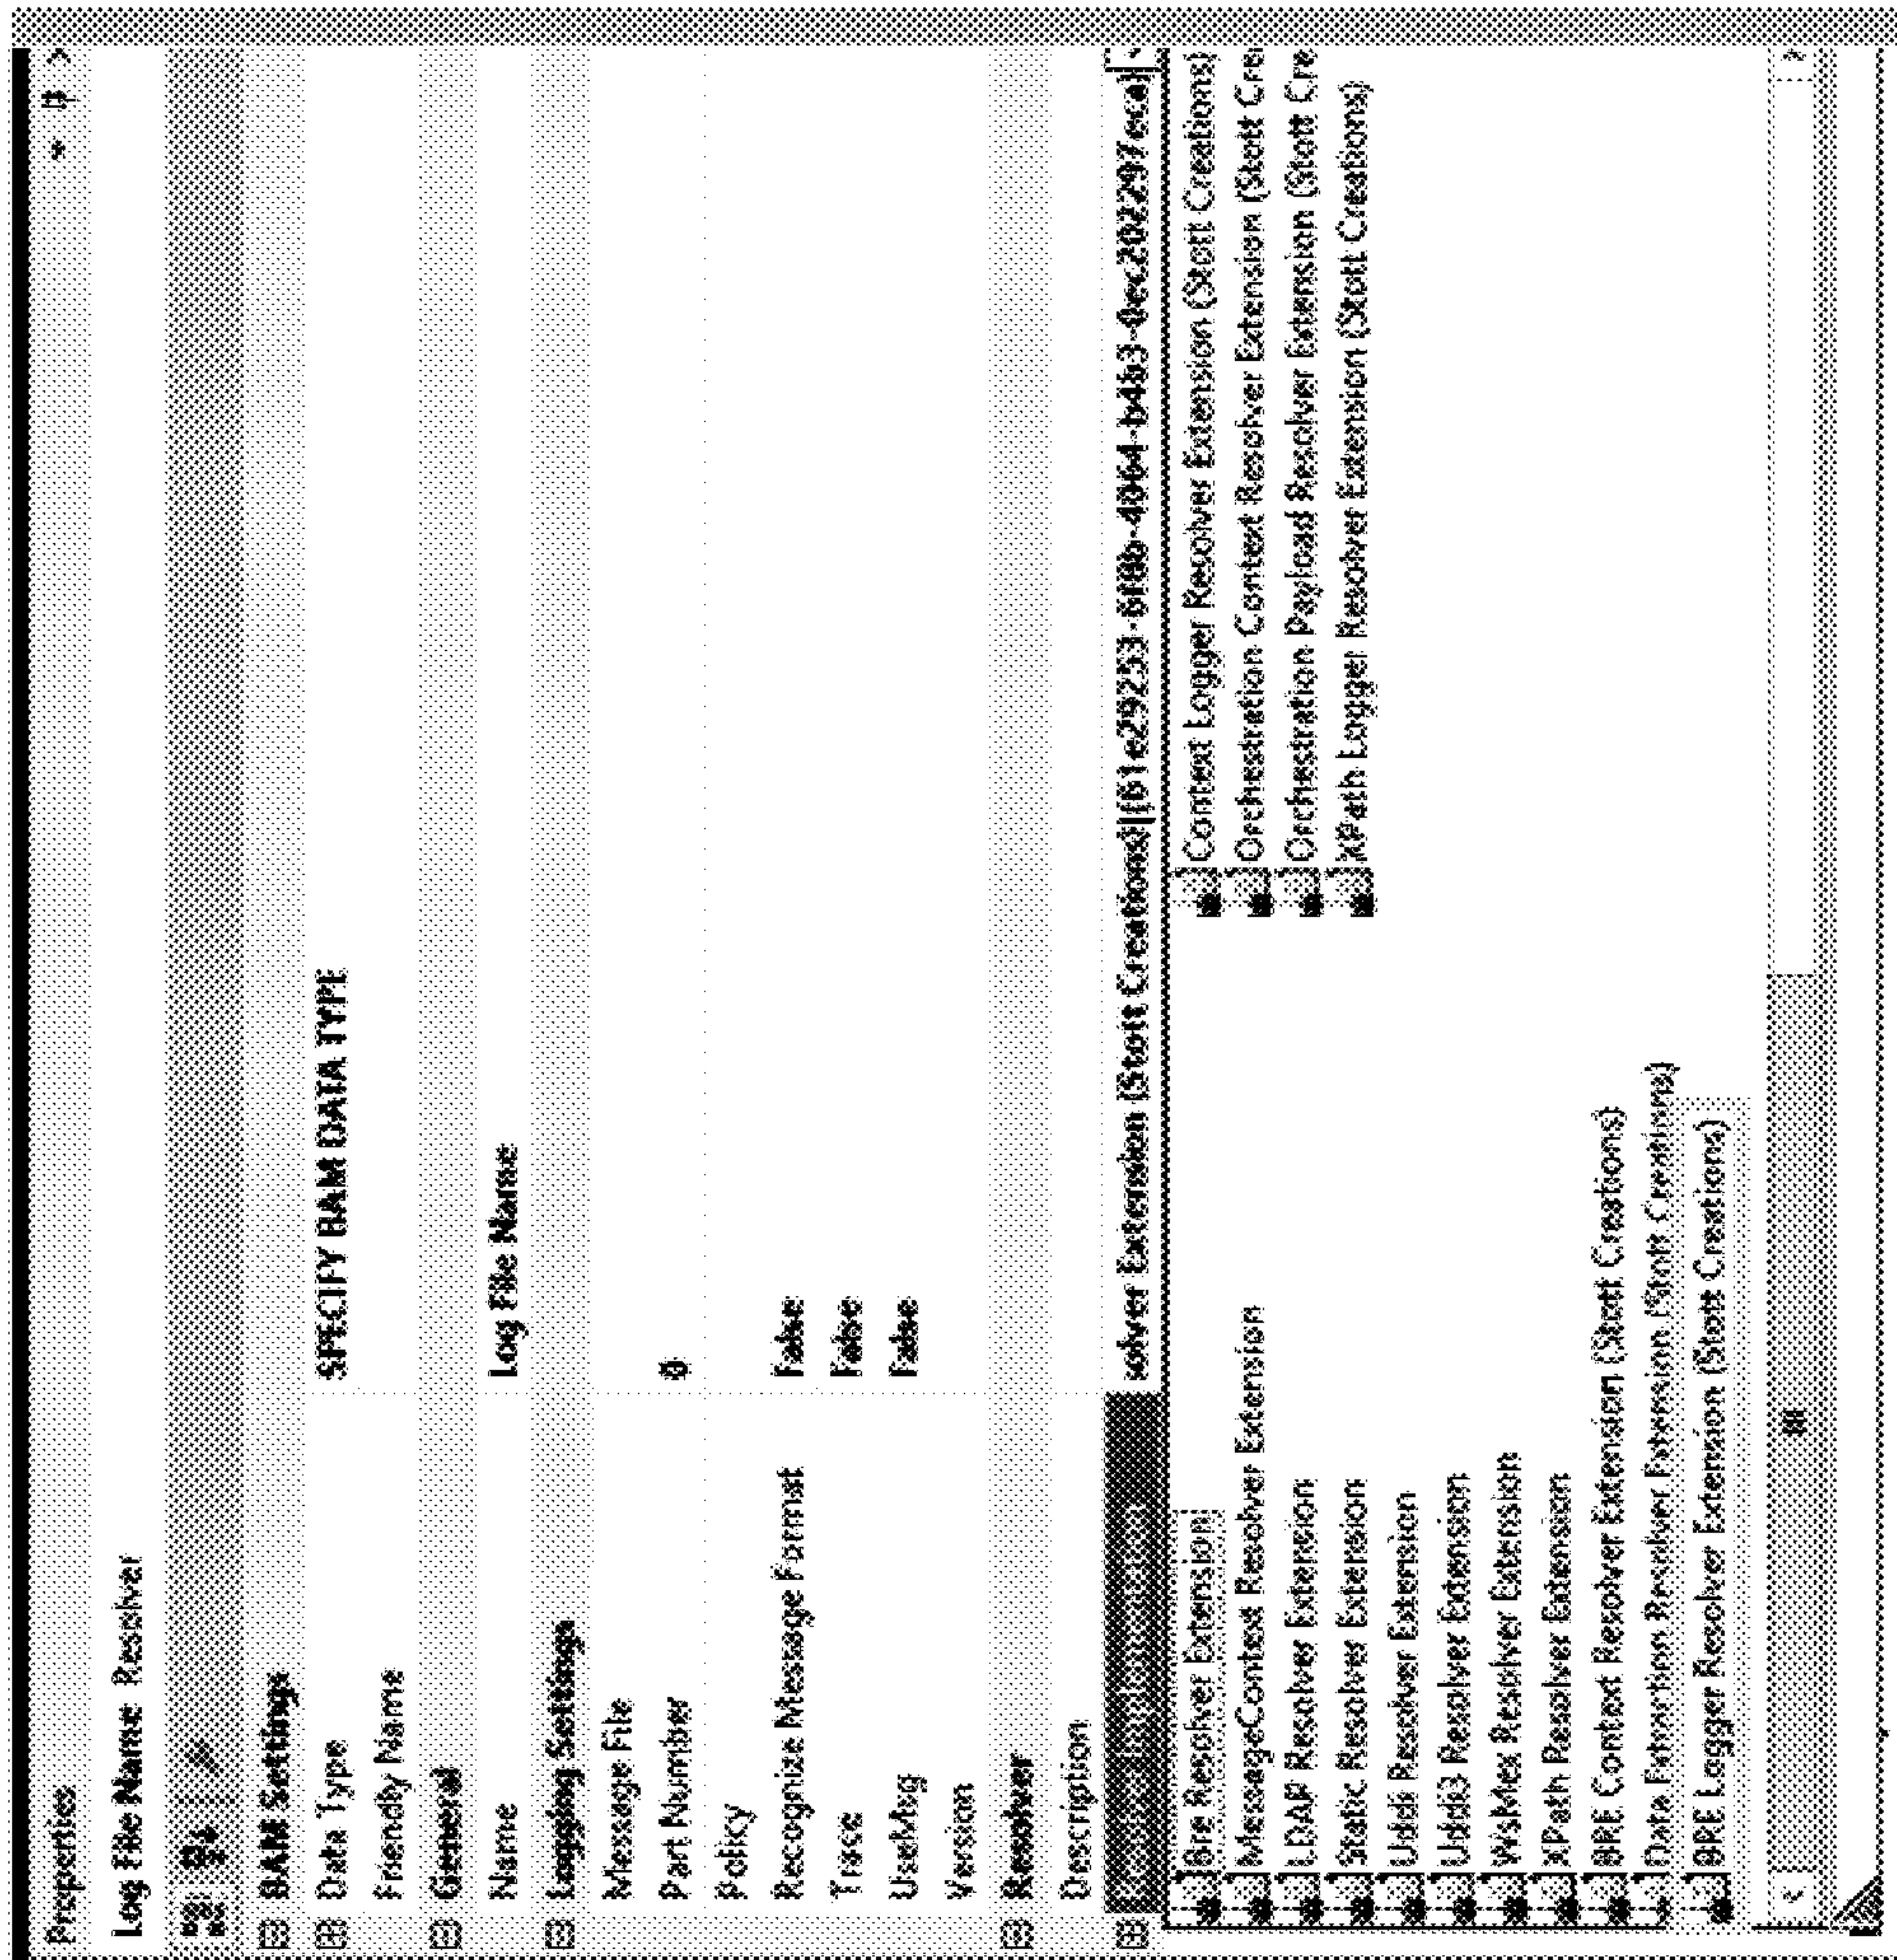 Properties
Log File Name Resolver
BAM Settings
Data Type SPECIFY BAM DATA TYPE
Friendly Name
General
Name Log File Name
Logging Settings
Message File
Part Number 0
Policy
Recognize Message Format False
Trace False
UseMsg False
Version
Resolver
Description
solver Extension (Stott Creations)
Bre Resolver Extension
MessageContext Resolver Extension
LDAP Resolver Extension
Static Resolver Extension
Uddi Resolver Extension
Uddi3 Resolver Extension
WsMex Resolver Extension
XPath Resolver Extension
BRE Context Resolver Extension (Stott Creations)
Data Extraction Resolver Extension (Stott Creations)
BRE Logger Resolver Extension (Stott Creations)
Context Logger Resolver Extension (Stott Creations)
Orchestration Context Resolver Extension (Stott Cre
Orchestration Payload Resolver Extension (Stott Cre
XPath Logger Resolver Extension (Stott Creations)